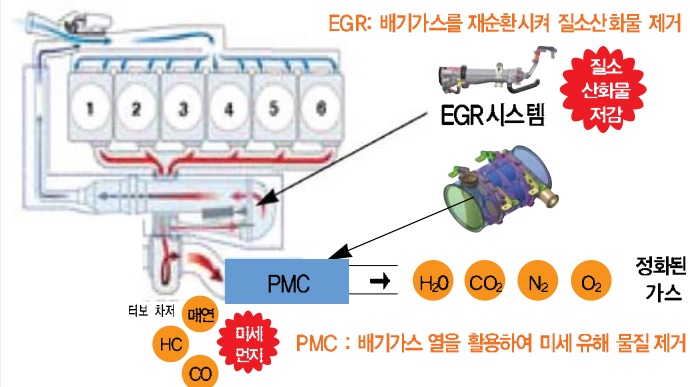 EGR: 배기가스를 재순환시켜 질소산화물 제거
질소
산화물
저감
EGR시스템
1 2 3 4 5 6
PMC
H2O CO2 N2 O2
정화된
가스
터보 차저
매연
HC
CO
미세
먼지
PMC : 배기가스 열을 활용하여 미세 유해 물질 제거